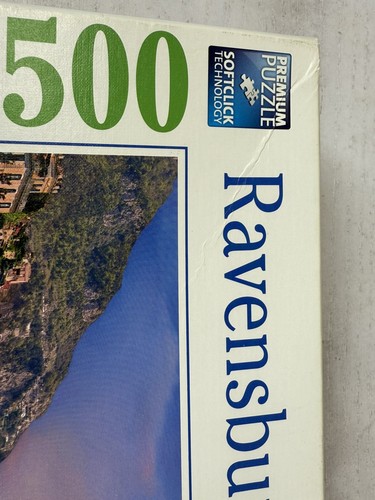 500
PREMIUM
PUZZLE
SOFTCLICK
TECHNOLOGY
Ravensbu